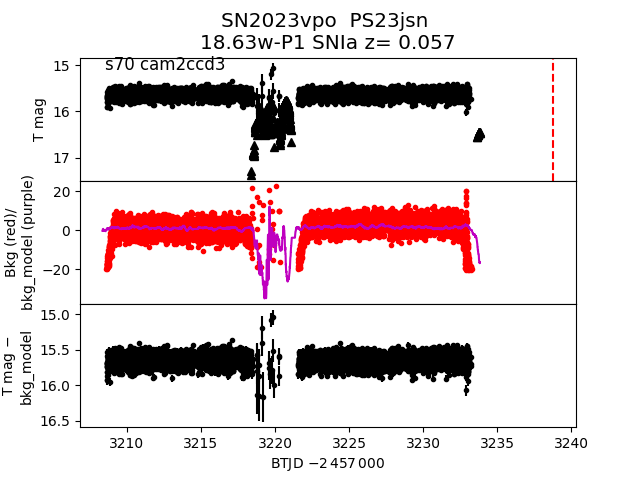 SN2023vpo  PS23jsn
18.63w-P1 SNIa z= 0.057
s70 cam2ccd3
15
16
17
T mag
20
0
−20
Bkg (red)/
bkg_model (purple)
15.0
15.5
16.0
16.5
T mag −
bkg_model
3210
3215
3220
3225
3230
3235
3240
BTJD −2 457 000